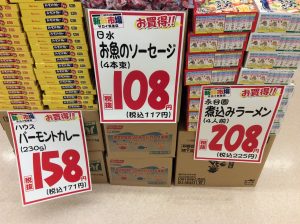 お買得!!
日水
お魚のソーセージ
(4本束)
税抜
108円
(税込117円)
お買得!!
ハウス
バーモントカレー
(230g)
税抜
158円
(税込171円)
お買得!!
永谷園
煮込みラーメン
(4人前)
税抜
208円
(税込225円)